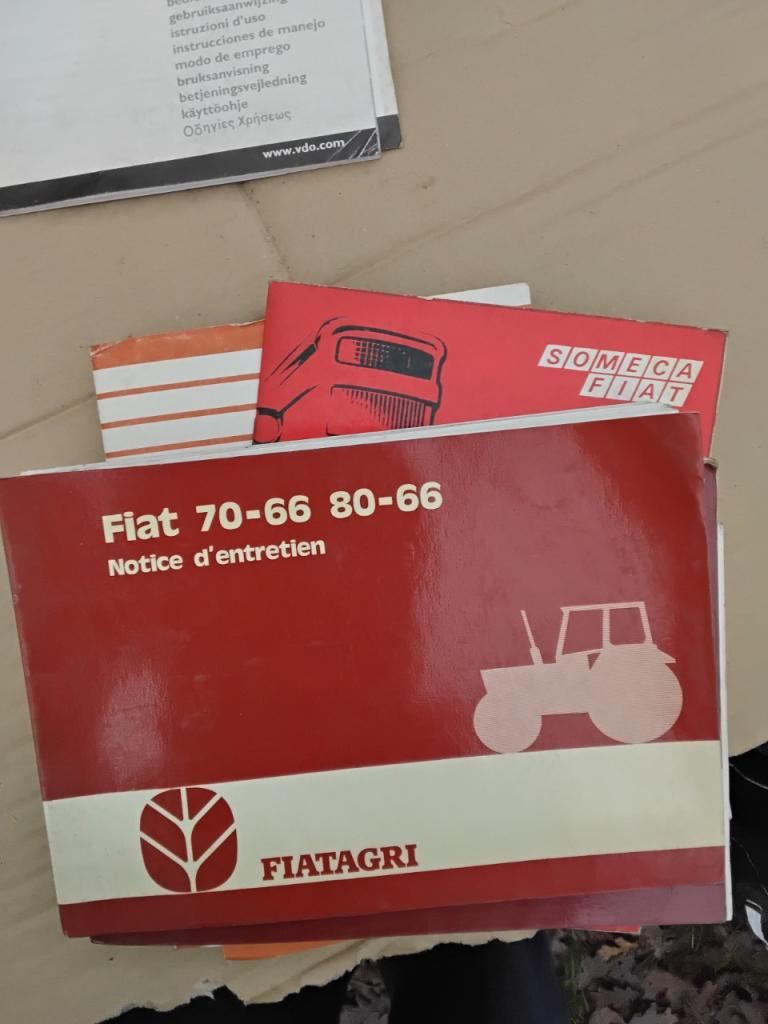 gebruiksaanwijzing
istruzioni d'uso
instrucciones de manejo
modo de emprego
bruksanvisning
betjeningsvejledning
käyttöohje
Οδηγίες Χρήσεως
www.vdo.com
SOMECA
FIAT
Fiat 70-66 80-66
Notice d'entretien
FIATAGRI